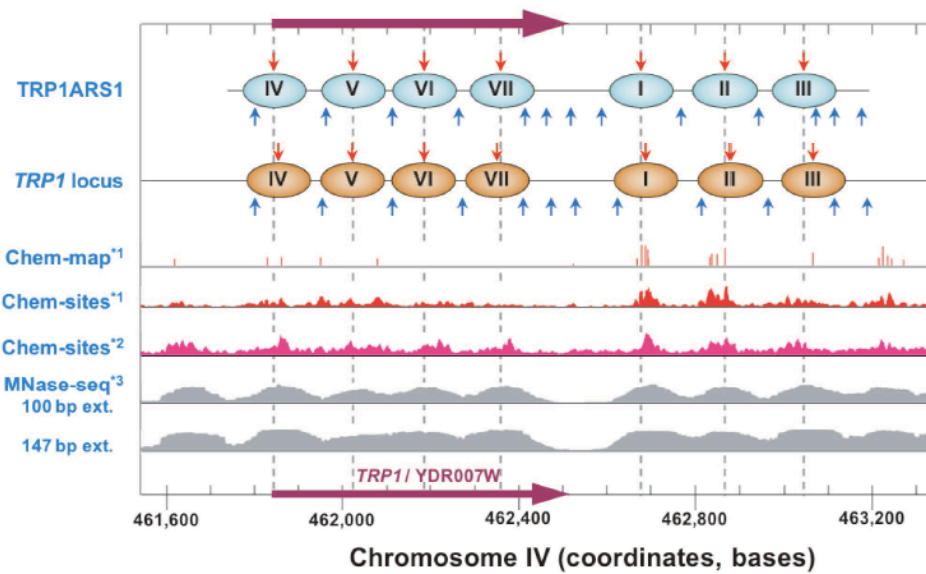 TRP1ARS1
IV V VI VII I II III
TRP1 locus
IV V VI VII I II III
Chem-map*1
Chem-sites*1
Chem-sites*2
MNase-seq*3
100 bp ext.
147 bp ext.
TRP1/ YDR007W
461,600 462,000 462,400 462,800 463,200
Chromosome IV (coordinates, bases)